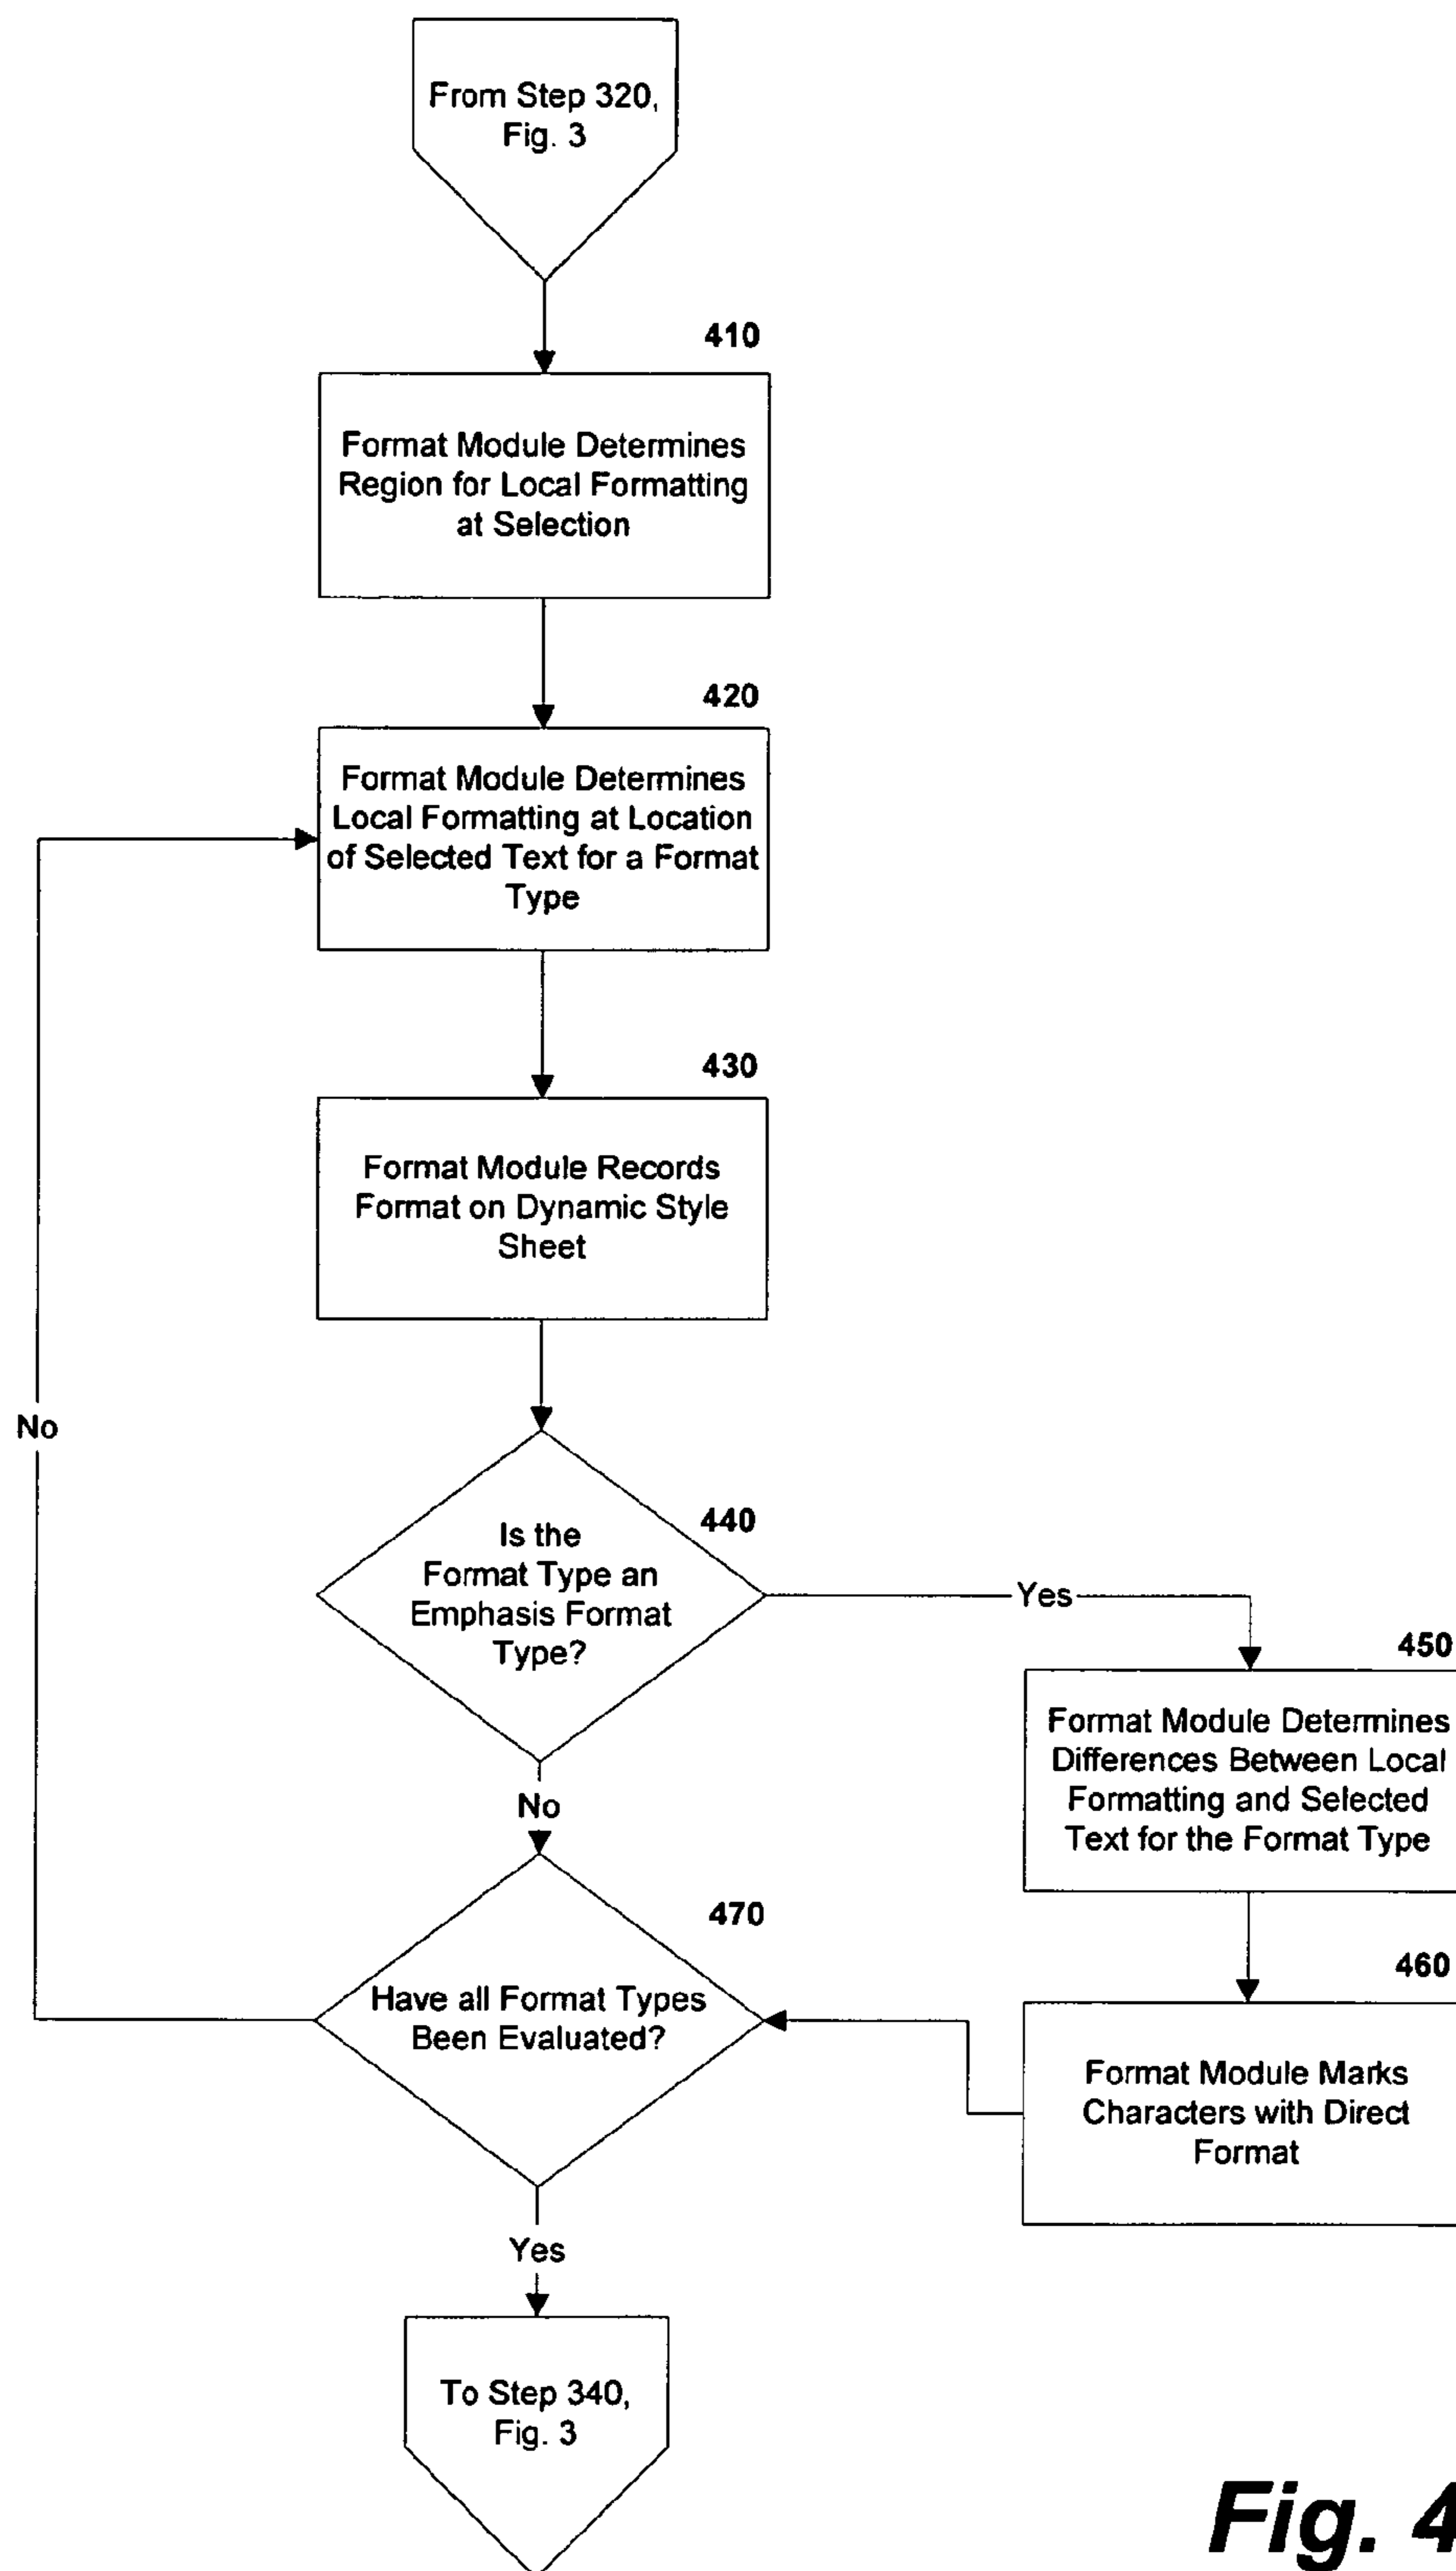 From Step 320,
Fig. 3
410
Format Module Determines
Region for Local Formatting
at Selection
420
Format Module Determines
Local Formatting at Location
of Selected Text for a Format
Type
430
Format Module Records
Format on Dynamic Style
Sheet
440
Is the
Format Type an
Emphasis Format
Type?
Yes
No
450
Format Module Determines
Differences Between Local
Formatting and Selected
Text for the Format Type
460
Format Module Marks
Characters with Direct
Format
470
Have all Format Types
Been Evaluated?
No
Yes
To Step 340,
Fig. 3
Fig. 4